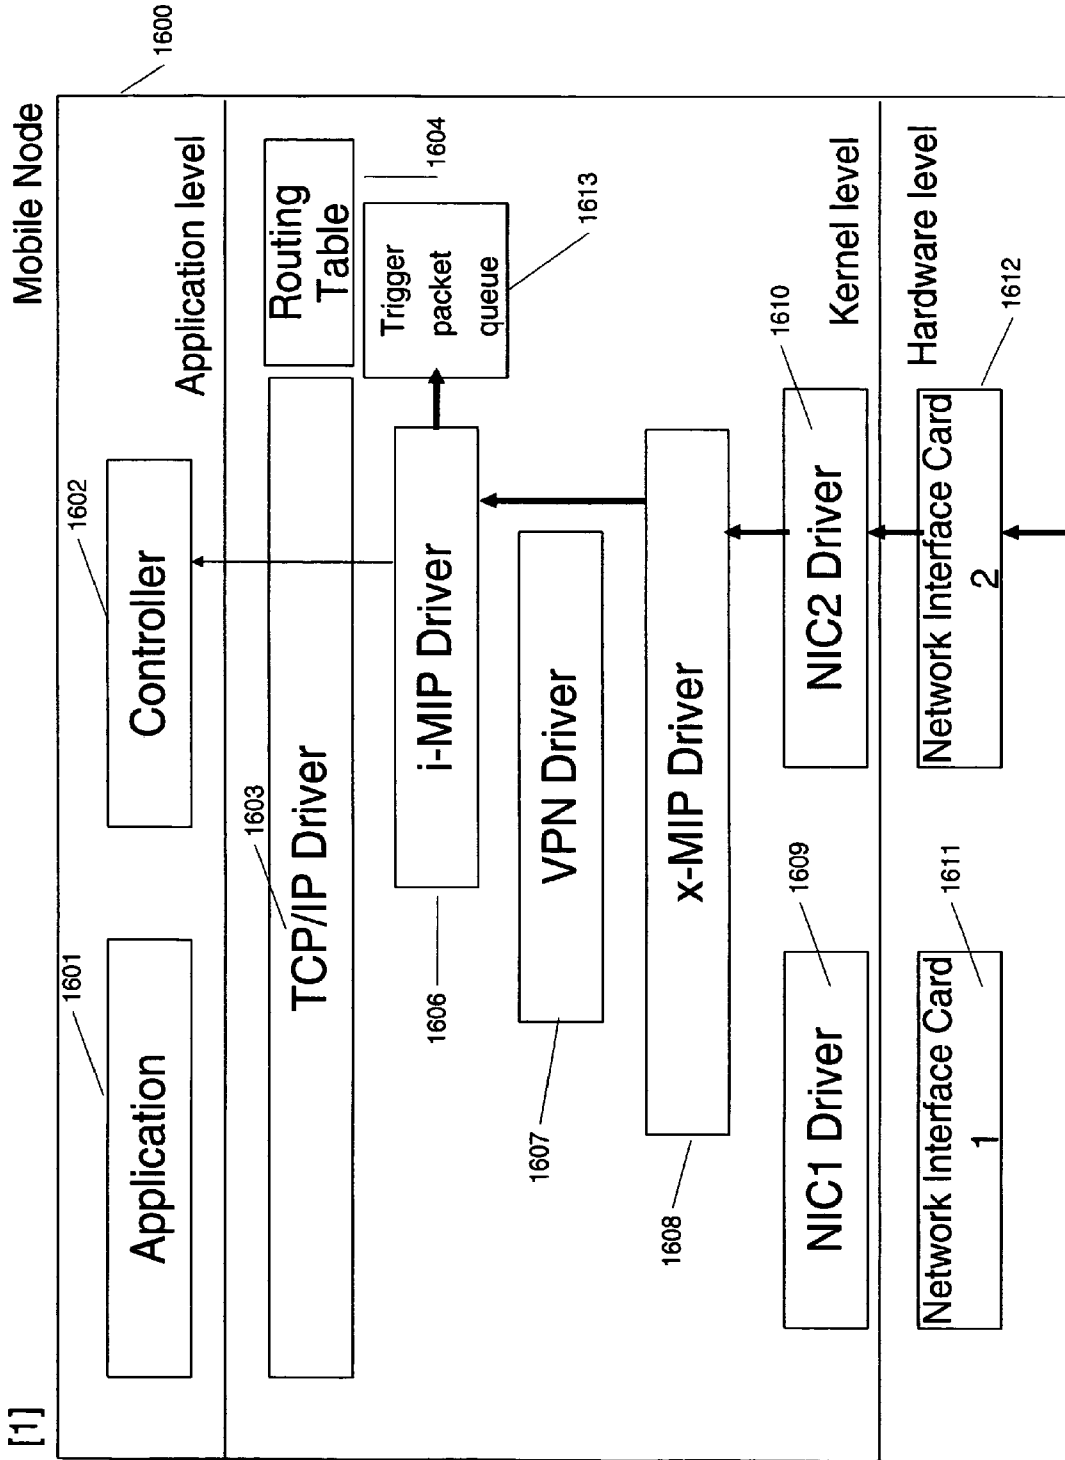 [1]
Mobile Node
1600
Application level
1601
Application
1602
Controller
1603
TCP/IP Driver
Routing
Table
1604
Trigger
packet
queue
1613
i-MIP Driver
1606
VPN Driver
1607
x-MIP Driver
1608
NIC1 Driver
1609
NIC2 Driver
1610
Kernel level
Hardware level
Network Interface Card
1
1611
Network Interface Card
2
1612